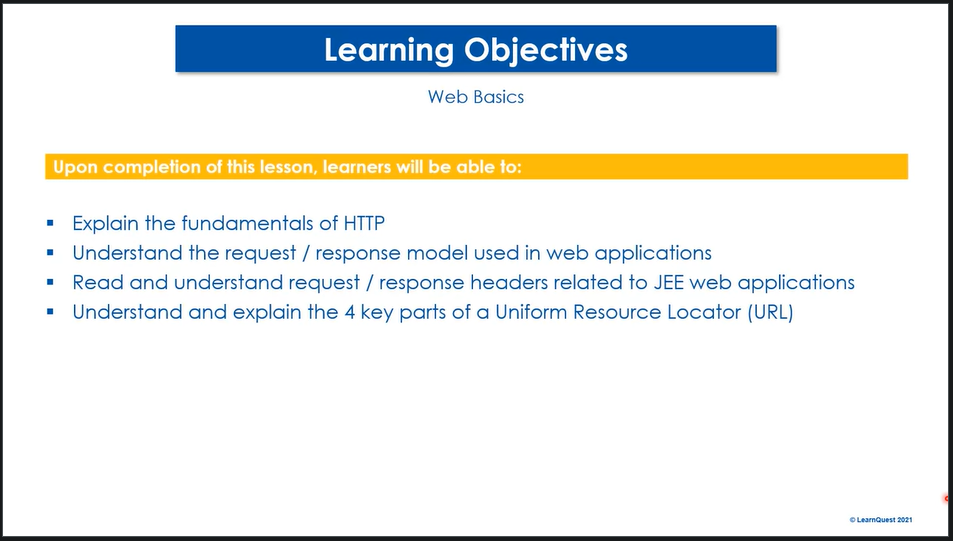 Learning Objectives
Web Basics
Upon completion of this lesson, learners will be able to:
▪ Explain the fundamentals of HTTP
▪ Understand the request / response model used in web applications
▪ Read and understand request / response headers related to JEE web applications
▪ Understand and explain the 4 key parts of a Uniform Resource Locator (URL)
© LearnQuest 2021